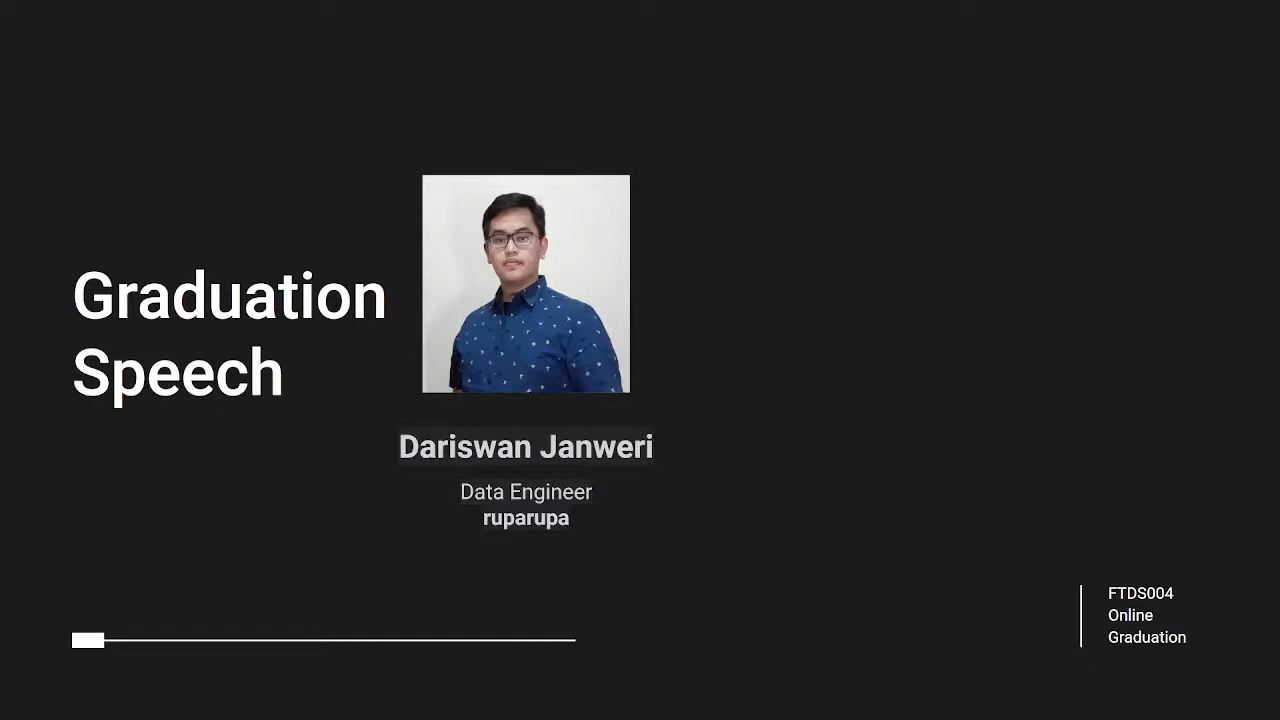 Graduation
Speech
Dariswan Janweri
Data Engineer
ruparupa
FTDS004
Online
Graduation